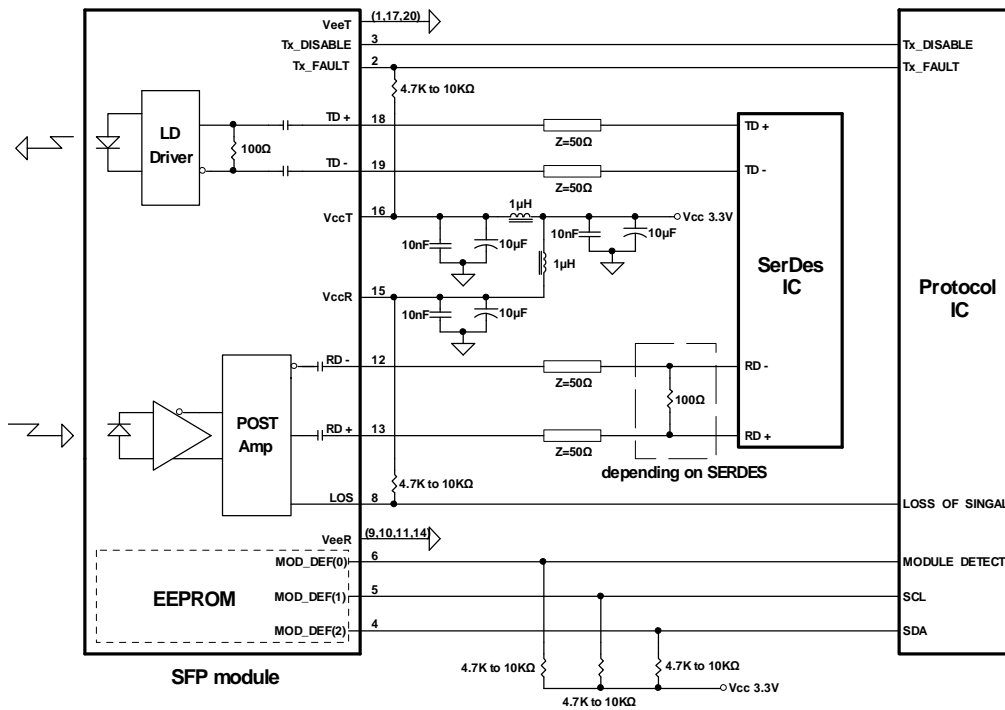 VeeT (1,17,20)
Tx_DISABLE 3 Tx_DISABLE
Tx_FAULT 2 Tx_FAULT
4.7K to 10KΩ
LD
Driver
100Ω
TD + 18 TD +
Z=50Ω
TD - 19 TD -
Z=50Ω
1µH
VccT 16 Vcc 3.3V
10nF 10µF 10nF 10µF
1µH
SerDes
IC
Protocol
IC
VccR 15
10nF 10µF
RD - 12 RD -
Z=50Ω
100Ω
POST
Amp
RD + 13 RD +
Z=50Ω
depending on SERDES
4.7K to 10KΩ
LOS 8 LOSS OF SINGAL
VeeR (9,10,11,14)
MOD_DEF(0) 6 MODULE DETECT
EEPROM
MOD_DEF(1) 5 SCL
MOD_DEF(2) 4 SDA
4.7K to 10KΩ 4.7K to 10KΩ
SFP module
Vcc 3.3V
4.7K to 10KΩ